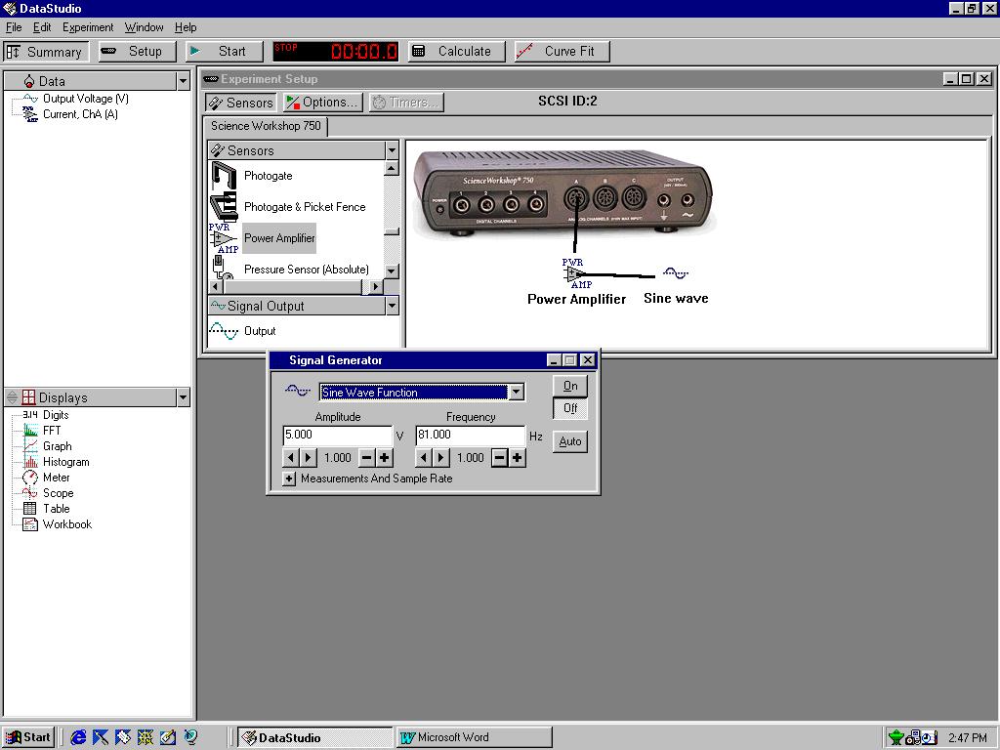 DataStudio
File Edit Experiment Window Help
Summary Setup Start STOP 00:00.0 Calculate Curve Fit
Data
Output Voltage (V)
Current, ChA (A)
Experiment Setup
Sensors Options... Timers... SCSI ID:2
Science Workshop 750
Sensors
Photogate
Photogate & Picket Fence
PWR
AMP
Power Amplifier
Pressure Sensor (Absolute)
Signal Output
Output
ScienceWorkshop® 750
POWER
1 2 3 4
DIGITAL CHANNELS
A B C
ANALOG CHANNELS (±10V MAX INPUT)
OUTPUT
PWR
AMP
Power Amplifier Sine wave
Signal Generator
Sine Wave Function
On
Off
Auto
Amplitude Frequency
5.000 V 81.000 Hz
1.000 1.000
Measurements And Sample Rate
Displays
3.14 Digits
FFT
Graph
Histogram
Meter
Scope
Table
Workbook
Start DataStudio Microsoft Word 2:47 PM